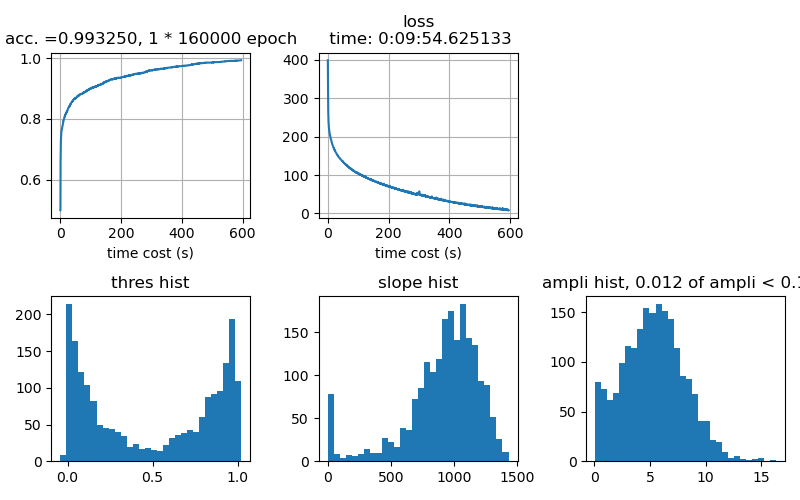 acc. =0.993250, 1 * 160000 epoch
1.0
0.8
0.6
0 200 400 600
time cost (s)
loss
time: 0:09:54.625133
400
300
200
100
0
0 200 400 600
time cost (s)
thres hist
200
150
100
50
0
0.0 0.5 1.0
slope hist
150
100
50
0
0 500 1000 1500
ampli hist, 0.012 of ampli < 0.1
150
100
50
0
0 5 10 15